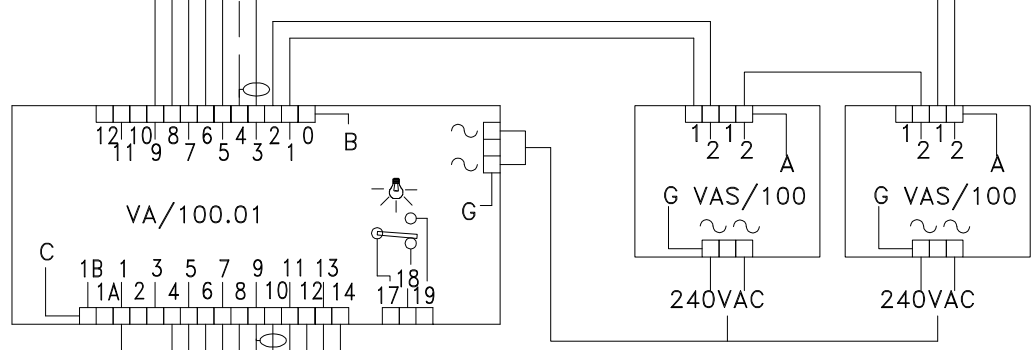 12 10 8 6 4 2 0
11 9 7 5 3 1
B
1 1
2 2
A
1 1
2 2
A
G
G VAS/100
G VAS/100
VA/100.01
C
1B 1 3 5 7 9 11 13
1A 2 4 6 8 10 12 14
18
17 19
240VAC
240VAC